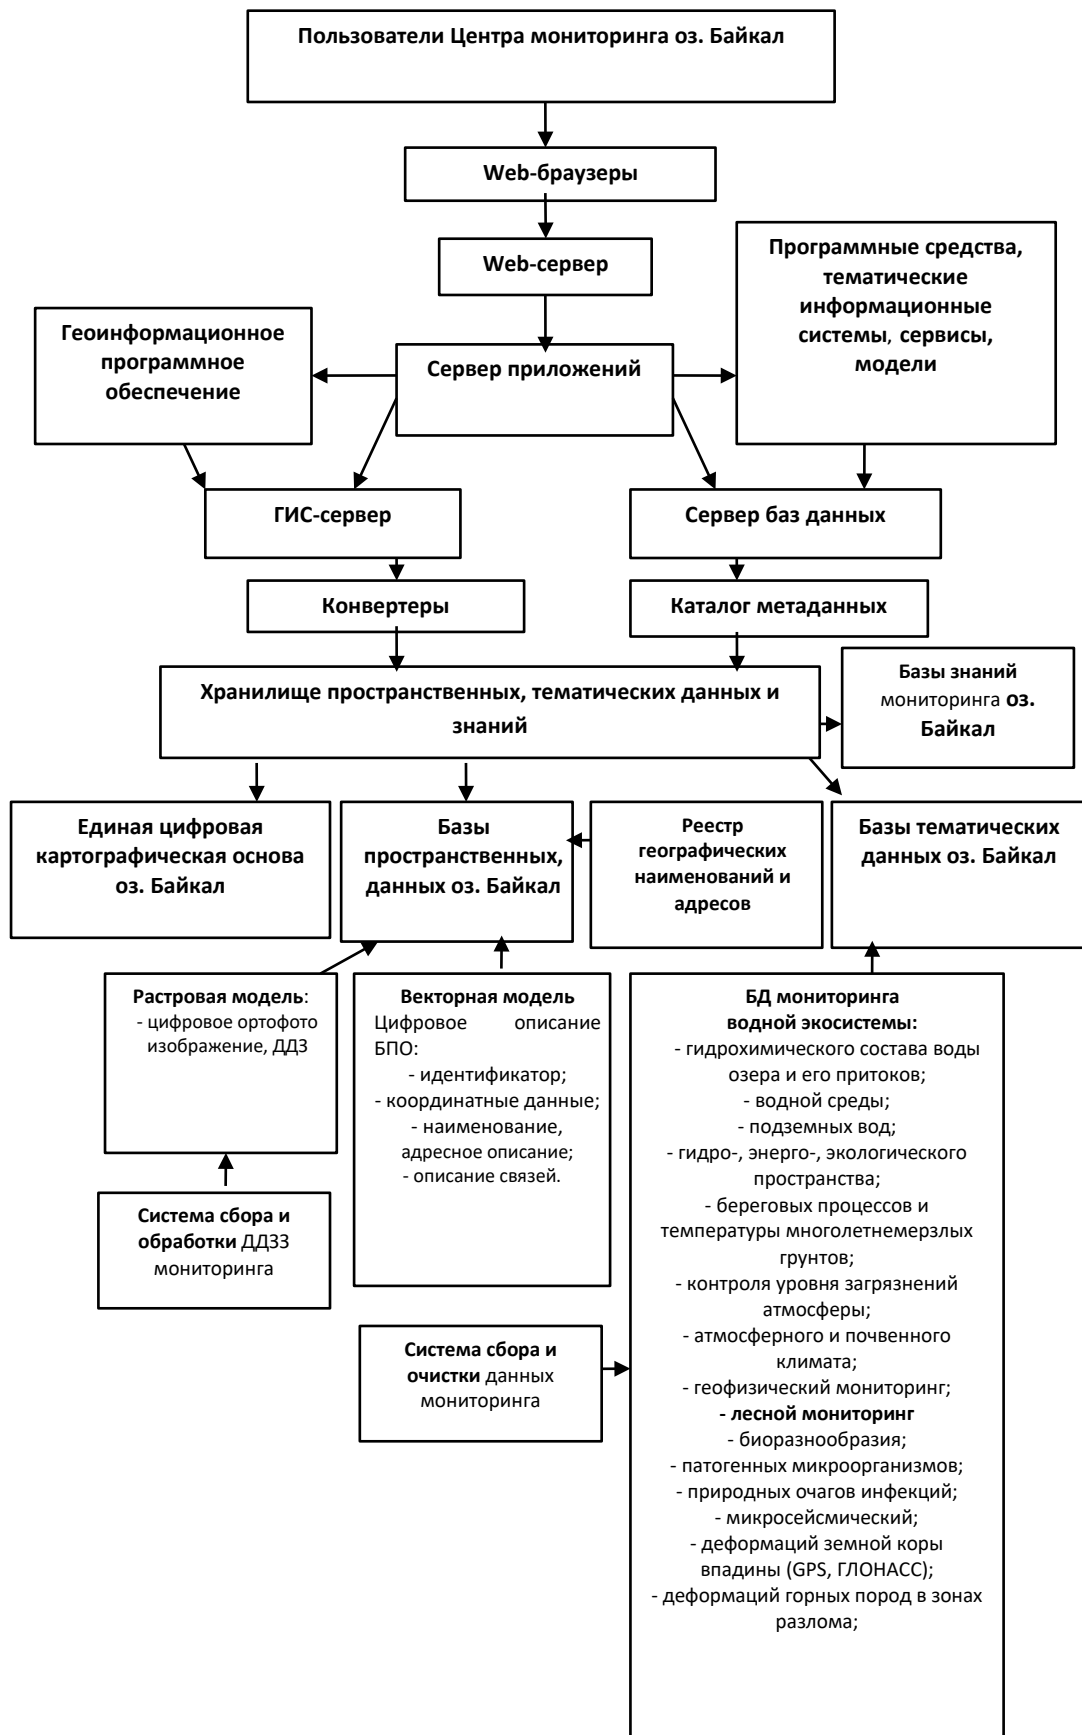 Пользователи Центра мониторинга оз. Байкал
Web-браузеры
Web-сервер
Программные средства,
тематические
информационные
системы, сервисы,
модели
Геоинформационное
программное
обеспечение
Сервер приложений
ГИС-сервер
Сервер баз данных
Конвертеры
Каталог метаданных
Хранилище пространственных, тематических данных и
знаний
Базы знаний
мониторинга оз.
Байкал
Единая цифровая
картографическая основа
оз. Байкал
Базы
пространственных,
данных оз. Байкал
Реестр
географических
наименований и
адресов
Базы тематических
данных оз. Байкал
Растровая модель:
- цифровое ортофото
изображение, ДДЗ
Векторная модель
Цифровое описание
БПО:
- идентификатор;
- координатные данные;
- наименование,
адресное описание;
- описание связей.
БД мониторинга
водной экосистемы:
- гидрохимического состава воды
озера и его притоков;
- водной среды;
- подземных вод;
- гидро-, энерго-, экологического
пространства;
- береговых процессов и
температуры многолетнемерзлых
грунтов;
- контроля уровня загрязнений
атмосферы;
- атмосферного и почвенного
климата;
- геофизический мониторинг;
- лесной мониторинг
- биоразнообразия;
- патогенных микроорганизмов;
- природных очагов инфекций;
- микросейсмический;
- деформаций земной коры
впадины (GPS, ГЛОНАСС);
- деформаций горных пород в зонах
разлома;
Система сбора и
обработки ДДЗЗ
мониторинга
Система сбора и
очистки данных
мониторинга